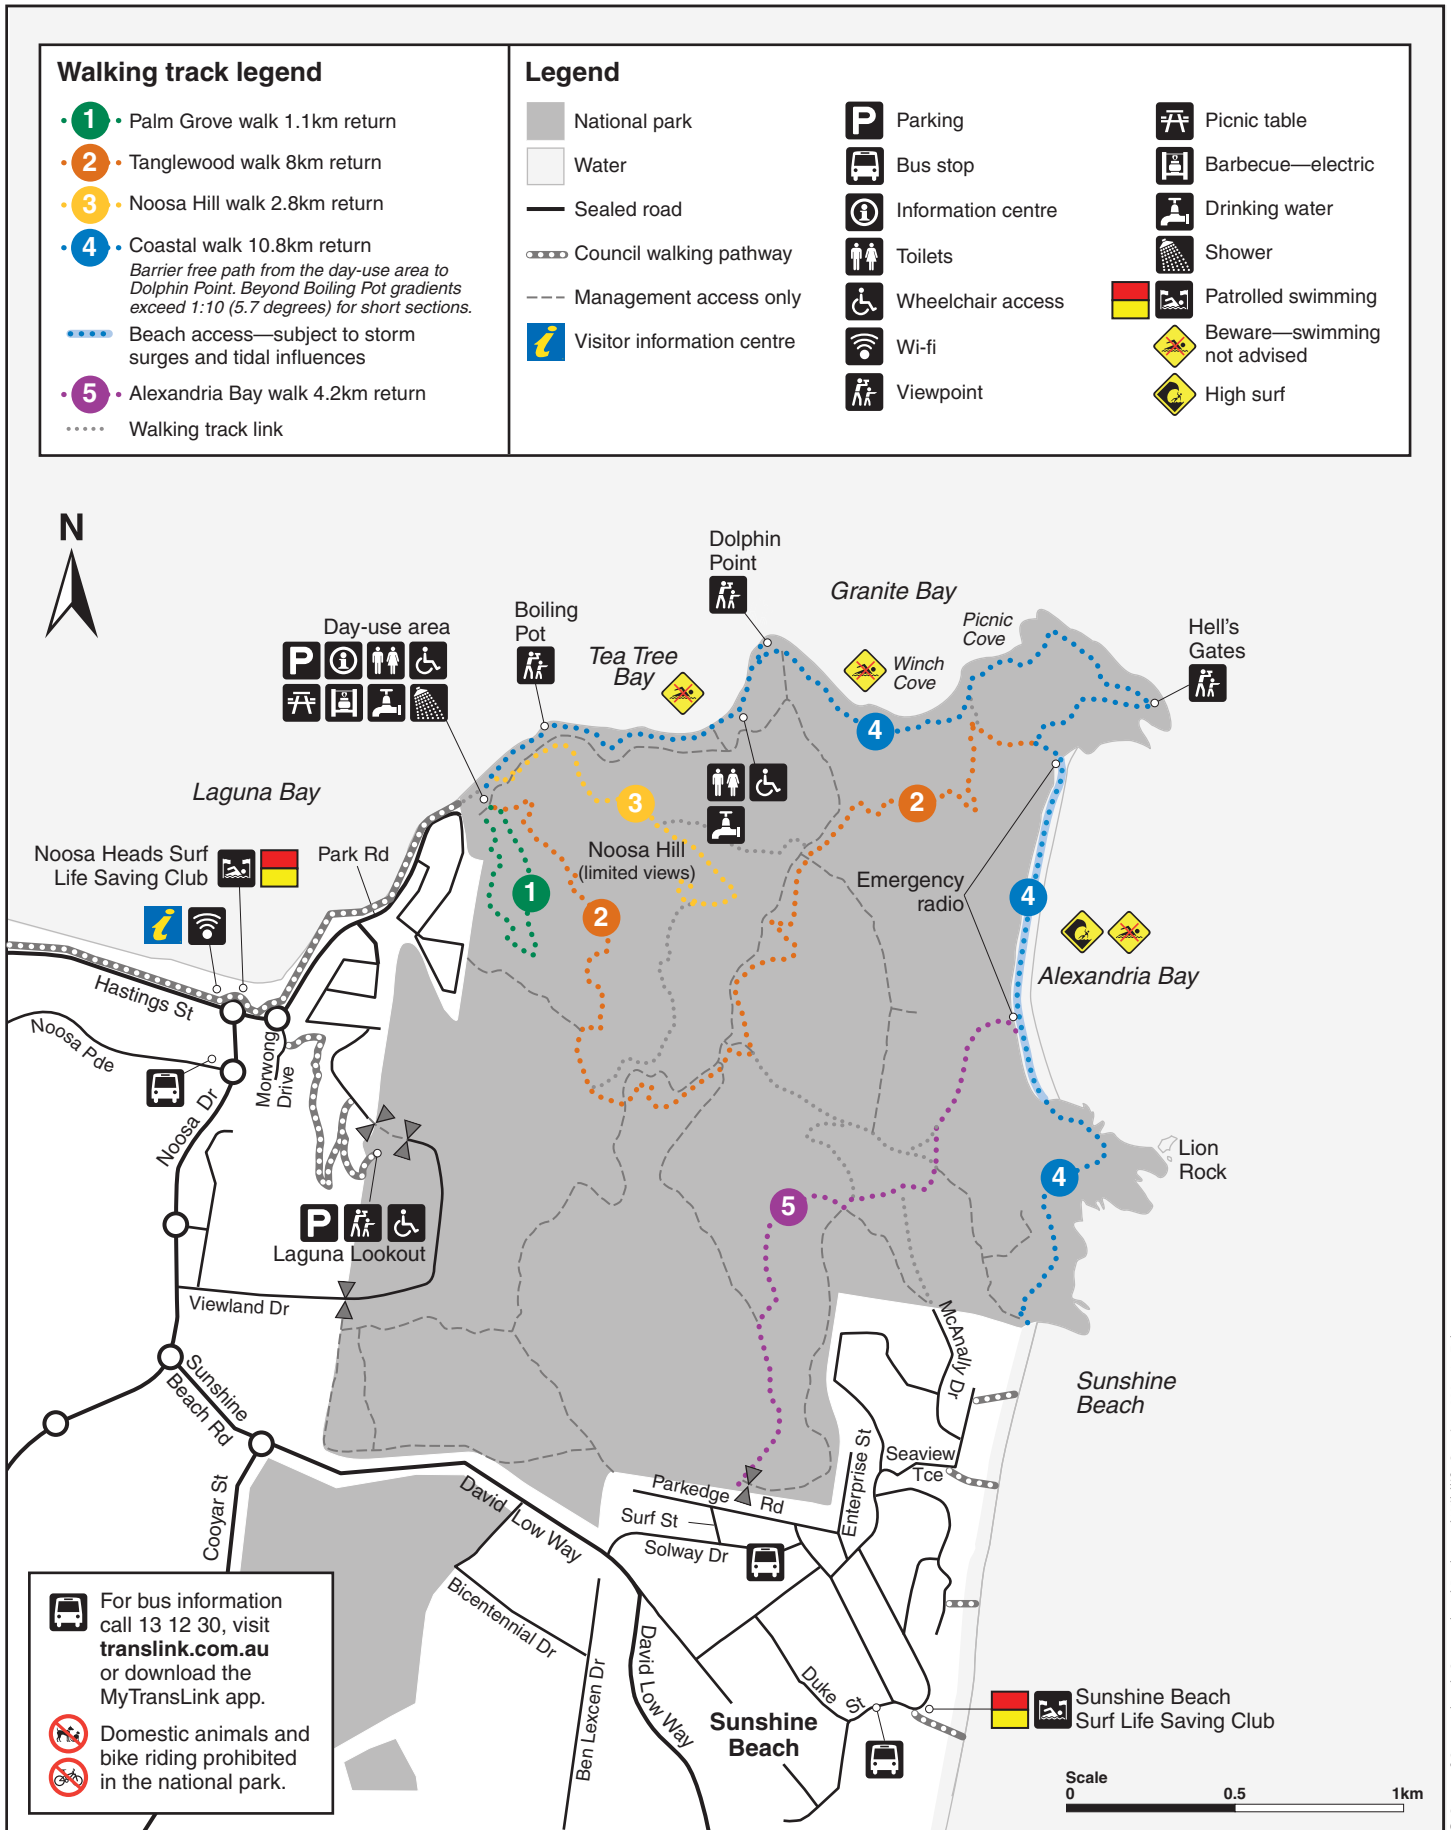 Walking track legend
1 Palm Grove walk 1.1km return
2 Tanglewood walk 8km return
3 Noosa Hill walk 2.8km return
4 Coastal walk 10.8km return
Barrier free path from the day-use area to
Dolphin Point. Beyond Boiling Pot gradients
exceed 1:10 (5.7 degrees) for short sections.
Beach access—subject to storm
surges and tidal influences
5 Alexandria Bay walk 4.2km return
Walking track link
Legend
National park
Water
Sealed road
Council walking pathway
Management access only
i Visitor information centre
P Parking
Bus stop
i Information centre
Toilets
Wheelchair access
Wi-fi
Viewpoint
Picnic table
Barbecue—electric
Drinking water
Shower
Patrolled swimming
Beware—swimming
not advised
High surf
N
Dolphin
Point
Granite Bay
Boiling
Pot
Picnic
Cove
Hell's
Gates
Day-use area
P i
Tea Tree
Bay
Winch
Cove
4
Laguna Bay
3
2
Noosa Hill
(limited views)
Noosa Heads Surf
Life Saving Club
Park Rd
1
2
Emergency
radio
4
i
Alexandria Bay
Hastings St
Noosa Pde
Morwong
Drive
Noosa Dr
Lion
Rock
4
5
P
Laguna Lookout
Viewland Dr
McAnally Dr
Sunshine
Beach Rd
Sunshine
Beach
Seaview
Tce
Enterprise St
Parkedge Rd
Cooyar St
David Low Way
Surf St
Solway Dr
Bicentennial Dr
Ben Lexcen Dr
David Low Way
Duke St
Sunshine
Beach
Sunshine Beach
Surf Life Saving Club
For bus information
call 13 12 30, visit
translink.com.au
or download the
MyTransLink app.
Domestic animals and
bike riding prohibited
in the national park.
Scale
0 0.5 1km